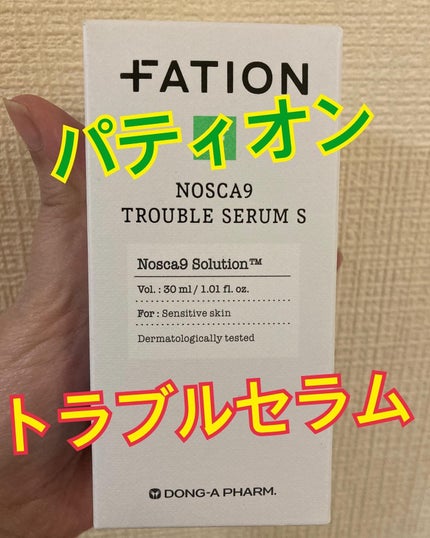 FATION
パティオン
NOSCA9
TROUBLE SERUM S
Nosca9 Solution™
Vol. : 30 ml / 1.01 fl. oz.
For : Sensitive skin
Dermatologically tested
トラブルセラム
DONG-A PHARM.